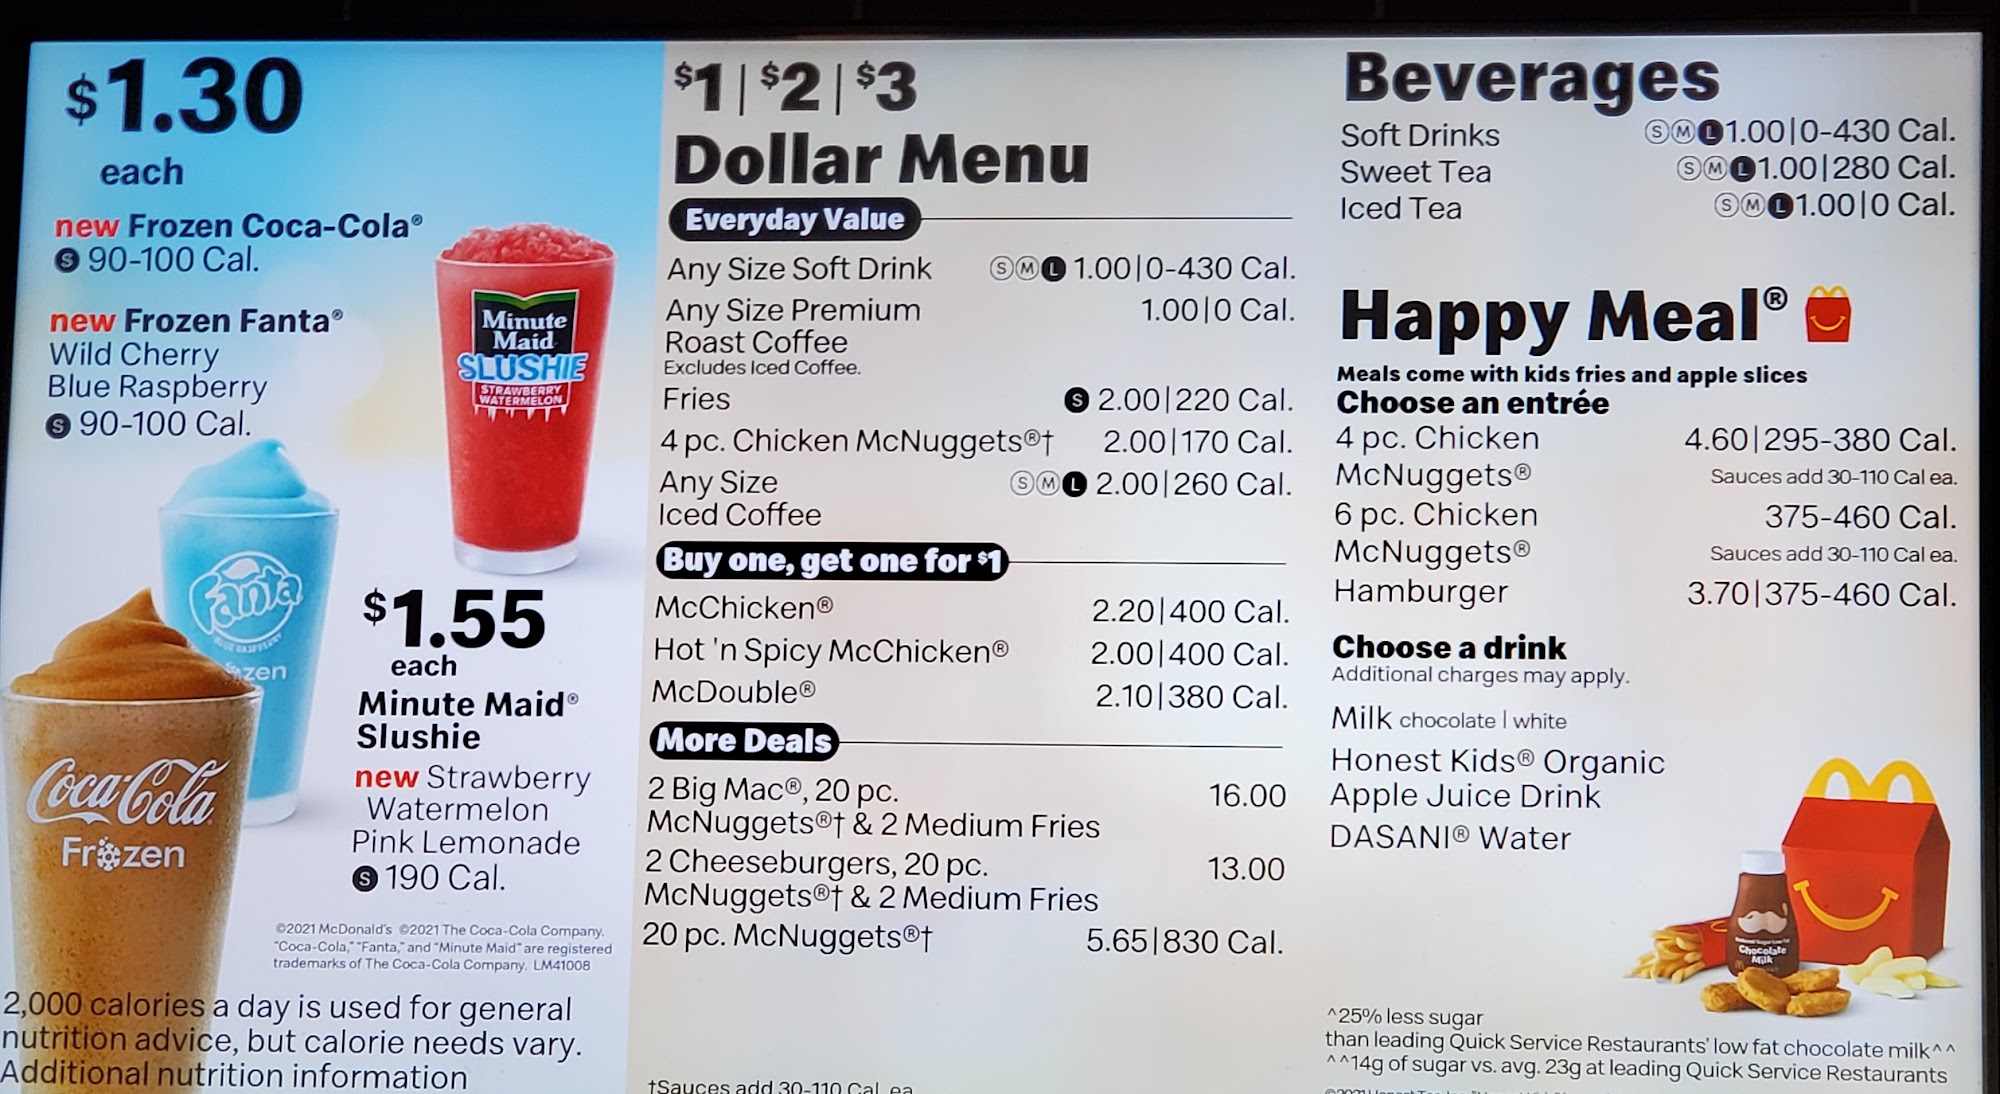 $1.30
each
new Frozen Coca-Cola®
S 90-100 Cal.
new Frozen Fanta®
Wild Cherry
Blue Raspberry
S 90-100 Cal.
Minute
Maid
SLUSHIE
STRAWBERRY
WATERMELON
Fanta
BLUE RASPBERRY
zen
Coca-Cola
Frozen
$1.55
each
Minute Maid®
Slushie
new Strawberry
Watermelon
Pink Lemonade
S 190 Cal.
©2021 McDonald's ©2021 The Coca-Cola Company.
"Coca-Cola," "Fanta," and "Minute Maid" are registered
trademarks of The Coca-Cola Company. LM41008
2,000 calories a day is used for general
nutrition advice, but calorie needs vary.
Additional nutrition information
$1 | $2 | $3
Dollar Menu
Everyday Value
Any Size Soft Drink S M L 1.00|0-430 Cal.
Any Size Premium 1.00|0 Cal.
Roast Coffee
Excludes Iced Coffee.
Fries S 2.00|220 Cal.
4 pc. Chicken McNuggets®† 2.00|170 Cal.
Any Size S M L 2.00|260 Cal.
Iced Coffee
Buy one, get one for $1
McChicken® 2.20|400 Cal.
Hot 'n Spicy McChicken® 2.00|400 Cal.
McDouble® 2.10|380 Cal.
More Deals
2 Big Mac®, 20 pc. 16.00
McNuggets®† & 2 Medium Fries
2 Cheeseburgers, 20 pc. 13.00
McNuggets®† & 2 Medium Fries
20 pc. McNuggets®† 5.65|830 Cal.
†Sauces add 30-110 Cal. ea.
Beverages
Soft Drinks S M L 1.00|0-430 Cal.
Sweet Tea S M L 1.00|280 Cal.
Iced Tea S M L 1.00|0 Cal.
Happy Meal®
Meals come with kids fries and apple slices
Choose an entrée
4 pc. Chicken 4.60|295-380 Cal.
McNuggets® Sauces add 30-110 Cal ea.
6 pc. Chicken 375-460 Cal.
McNuggets® Sauces add 30-110 Cal ea.
Hamburger 3.70|375-460 Cal.
Choose a drink
Additional charges may apply.
Milk chocolate | white
Honest Kids® Organic
Apple Juice Drink
DASANI® Water
Chocolate
Milk
^25% less sugar
than leading Quick Service Restaurants' low fat chocolate milk^^
^^14g of sugar vs. avg. 23g at leading Quick Service Restaurants